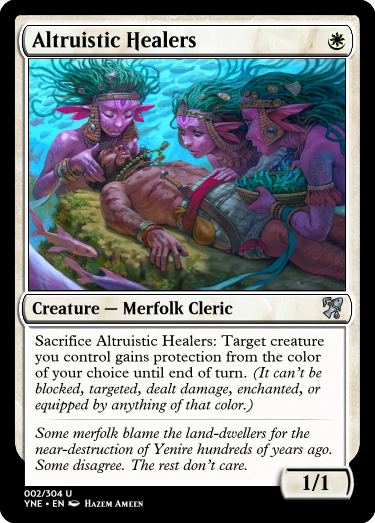 Altruistic Healers
Creature — Merfolk Cleric
Sacrifice Altruistic Healers: Target creature
you control gains protection from the color
of your choice until end of turn. (It can't be
blocked, targeted, dealt damage, enchanted, or
equipped by anything of that color.)
Some merfolk blame the land-dwellers for the
near-destruction of Yenire hundreds of years ago.
Some disagree. The rest don't care.
1/1
002/304 U
YNE • EN Hazem Ameen